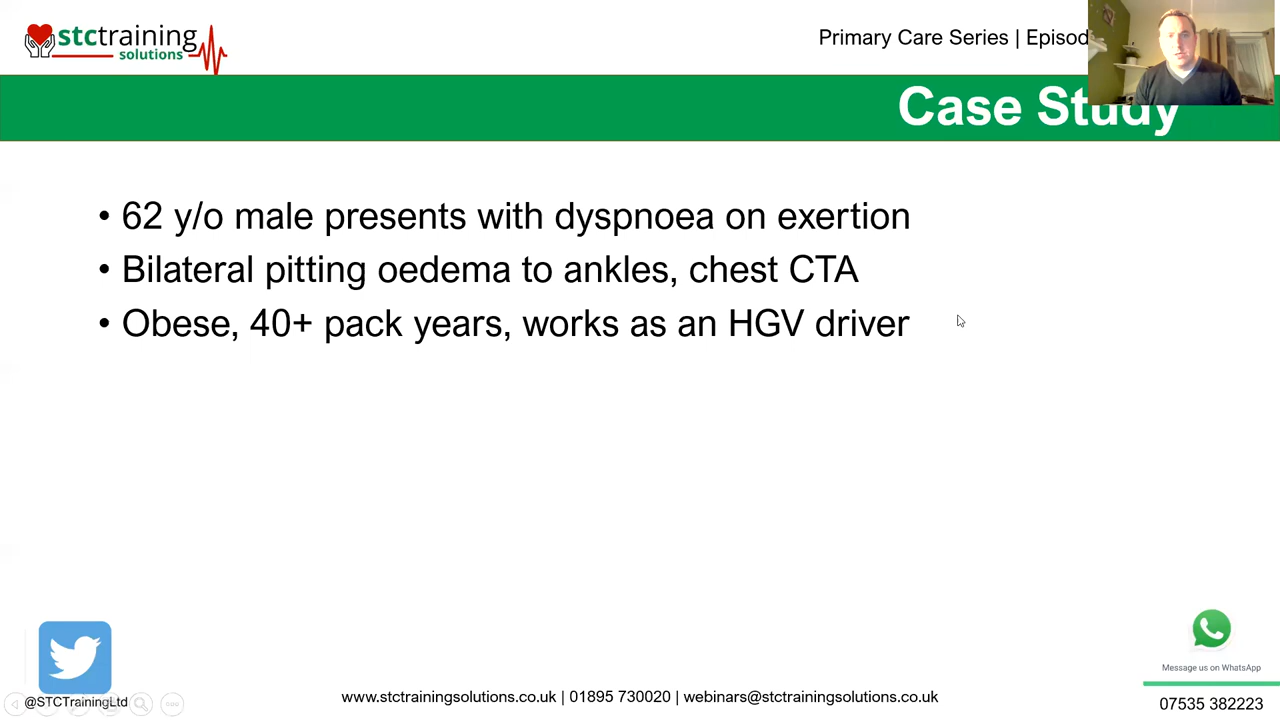 stctraining
solutions
Primary Care Series | Episod
Case Study
• 62 y/o male presents with dyspnoea on exertion
• Bilateral pitting oedema to ankles, chest CTA
• Obese, 40+ pack years, works as an HGV driver
Message us on WhatsApp
@STCTrainingLtd
www.stctrainingsolutions.co.uk | 01895 730020 | webinars@stctrainingsolutions.co.uk
07535 382223